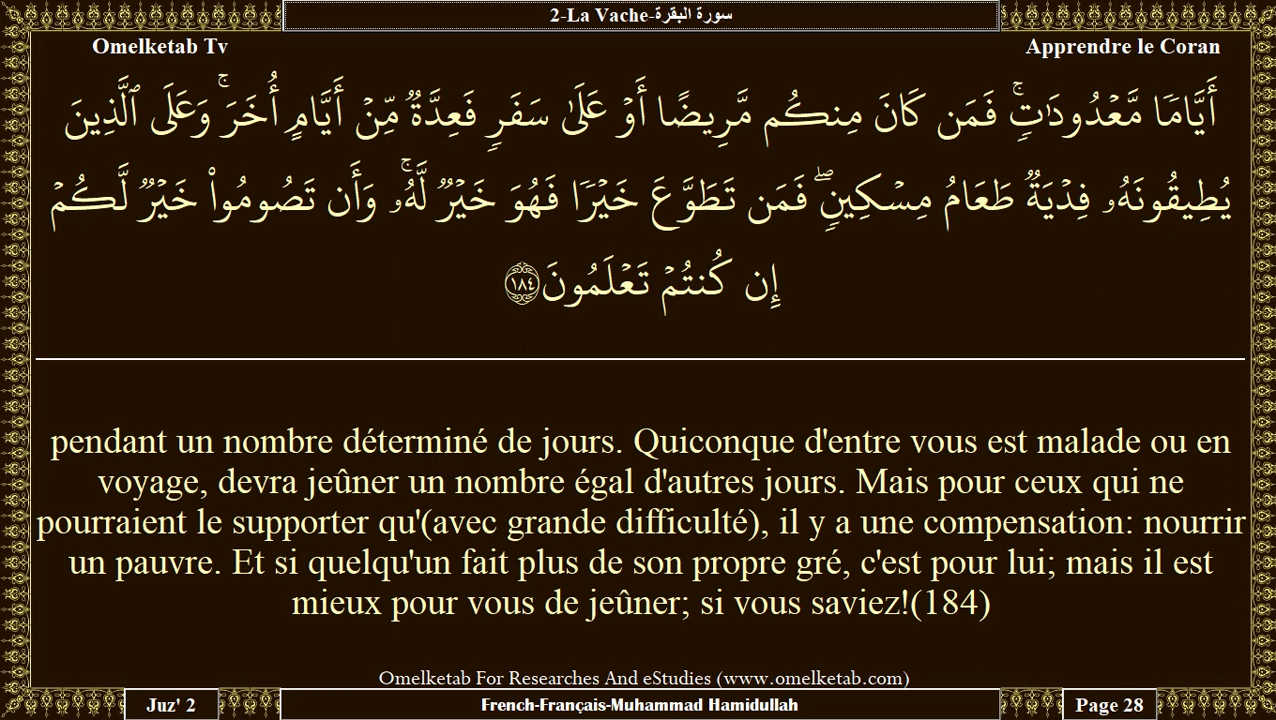 2-La Vache-سورة البقرة
Omelketab Tv
Apprendre le Coran
أَيَّامٗا مَّعۡدُودَٰتٖۚ فَمَن كَانَ مِنكُم مَّرِيضًا أَوۡ عَلَىٰ سَفَرٖ فَعِدَّةٞ مِّنۡ أَيَّامٍ أُخَرَۚ وَعَلَى ٱلَّذِينَ
يُطِيقُونَهُۥ فِدۡيَةٞ طَعَامُ مِسۡكِينٖۖ فَمَن تَطَوَّعَ خَيۡرٗا فَهُوَ خَيۡرٞ لَّهُۥۚ وَأَن تَصُومُواْ خَيۡرٞ لَّكُمۡ
إِن كُنتُمۡ تَعۡلَمُونَ ١٨٤
pendant un nombre déterminé de jours. Quiconque d'entre vous est malade ou en
voyage, devra jeûner un nombre égal d'autres jours. Mais pour ceux qui ne
pourraient le supporter qu'(avec grande difficulté), il y a une compensation: nourrir
un pauvre. Et si quelqu'un fait plus de son propre gré, c'est pour lui; mais il est
mieux pour vous de jeûner; si vous saviez!(184)
Omelketab For Researches And eStudies (www.omelketab.com)
Juz' 2
French-Français-Muhammad Hamidullah
Page 28